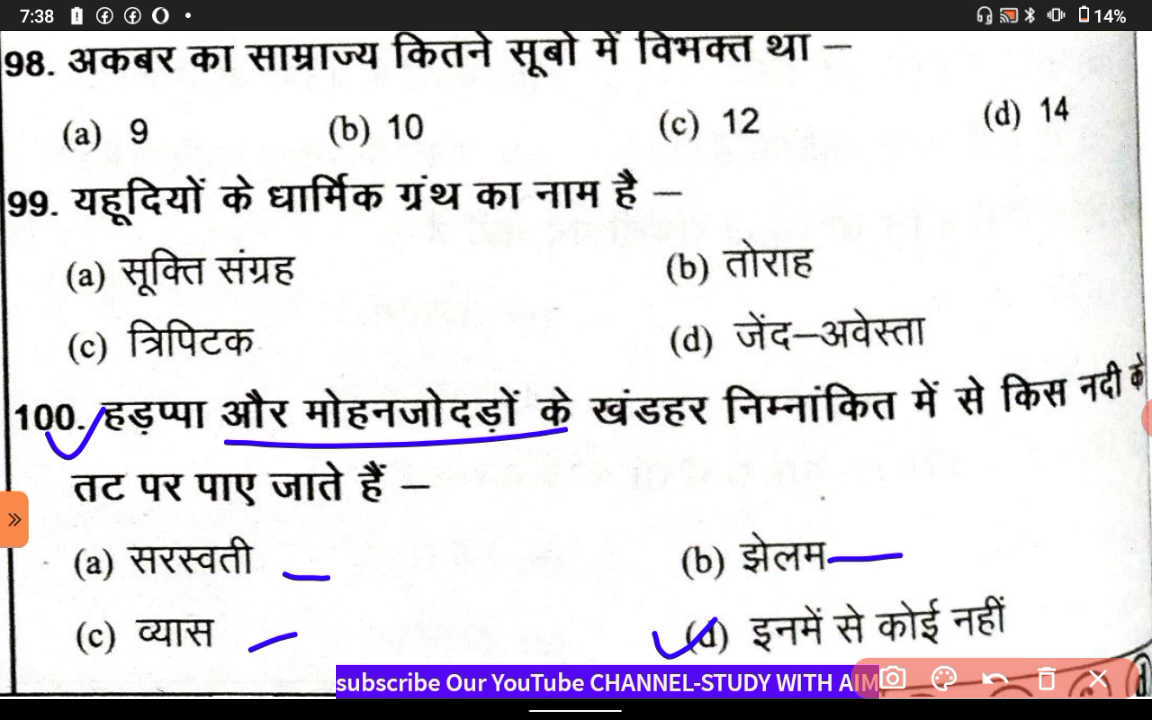 7:38 14%
98. अकबर का साम्राज्य कितने सूबो में विभक्त था –
(a) 9 (b) 10 (c) 12 (d) 14
99. यहूदियों के धार्मिक ग्रंथ का नाम है –
(a) सूक्ति संग्रह (b) तोराह
(c) त्रिपिटक (d) जेंद–अवेस्ता
100. हड़प्पा और मोहनजोदड़ों के खंडहर निम्नांकित में से किस नदी के
तट पर पाए जाते हैं –
(a) सरस्वती (b) झेलम
(c) व्यास (d) इनमें से कोई नहीं
subscribe Our YouTube CHANNEL-STUDY WITH AIM